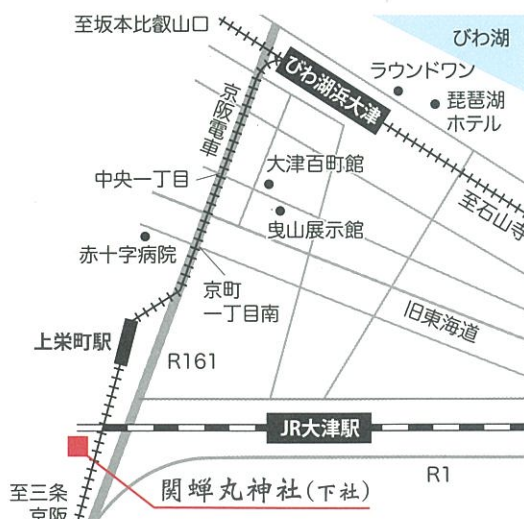 至坂本比叡山口
びわ湖
ラウンドワン
びわ湖浜大津
琵琶湖
ホテル
京阪電車
大津百町館
中央一丁目
至石山寺
曳山展示館
赤十字病院
京町
一丁目南
旧東海道
上栄町駅
R161
JR大津駅
R1
関蝉丸神社(下社)
至三条
京阪